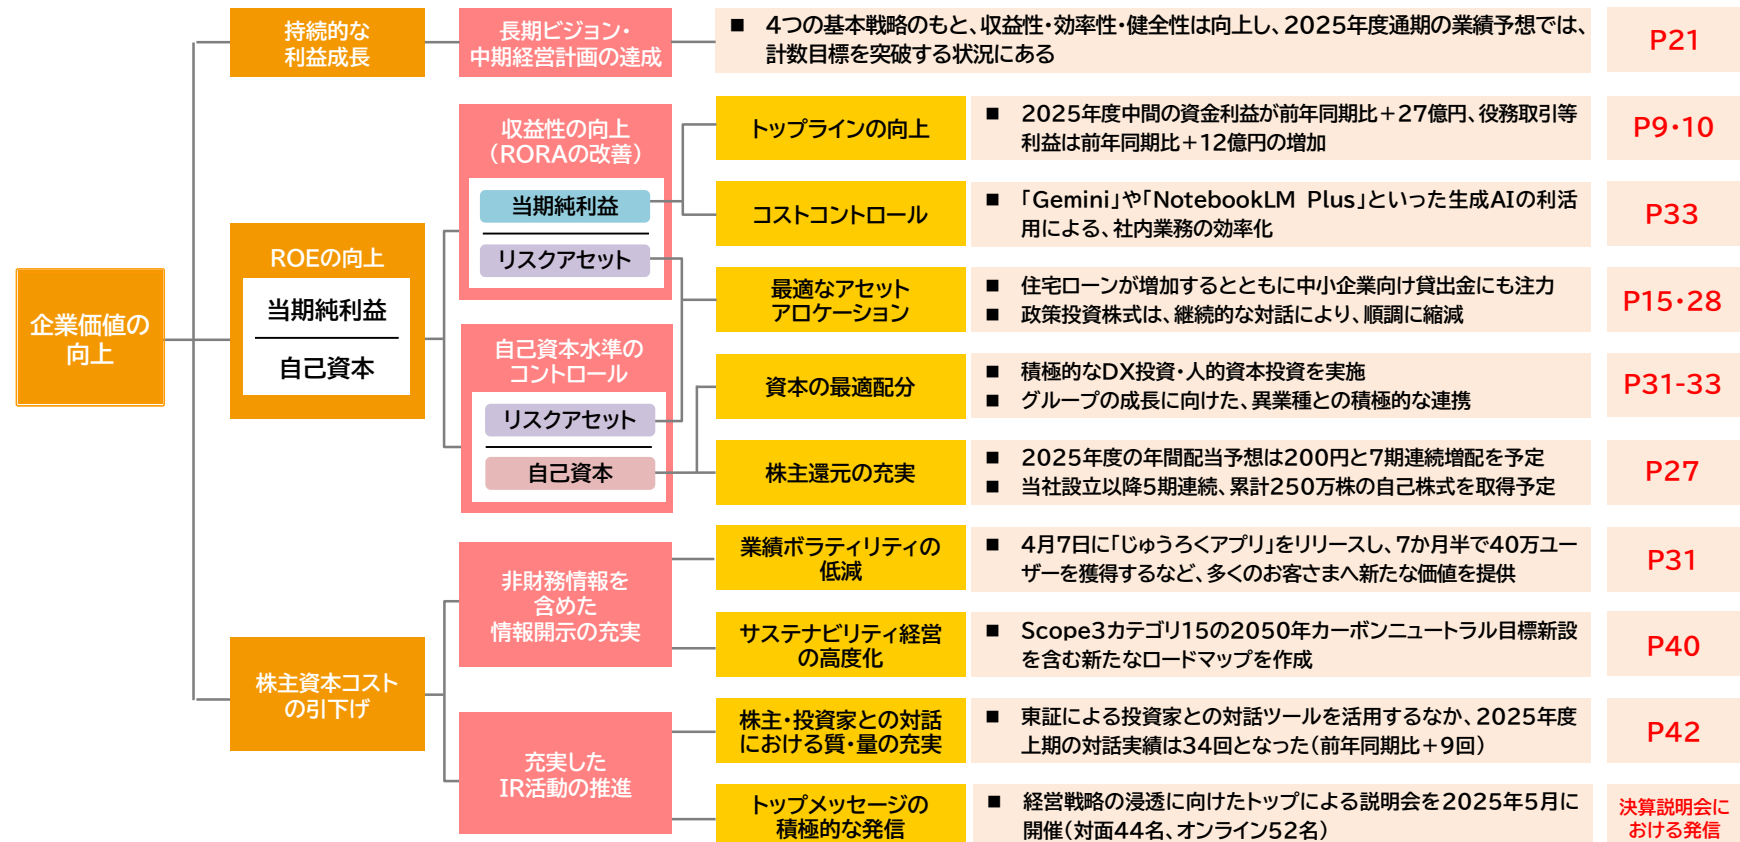 企業価値の
向上
持続的な
利益成長
長期ビジョン・
中期経営計画の達成
■ 4つの基本戦略のもと、収益性・効率性・健全性は向上し、2025年度通期の業績予想では、
計数目標を突破する状況にある
P21
ROEの向上
当期純利益
自己資本
収益性の向上
（RORAの改善）
当期純利益
リスクアセット
トップラインの向上
■ 2025年度中間の資金利益が前年同期比＋27億円、役務取引等
利益は前年同期比＋12億円の増加
P9・10
コストコントロール
■ 「Gemini」や「NotebookLM Plus」といった生成AIの利活
用による、社内業務の効率化
P33
最適なアセット
アロケーション
■ 住宅ローンが増加するとともに中小企業向け貸出金にも注力
■ 政策投資株式は、継続的な対話により、順調に縮減
P15・28
自己資本水準の
コントロール
リスクアセット
自己資本
資本の最適配分
■ 積極的なDX投資・人的資本投資を実施
■ グループの成長に向けた、異業種との積極的な連携
P31-33
株主還元の充実
■ 2025年度の年間配当予想は200円と7期連続増配を予定
■ 当社設立以降5期連続、累計250万株の自己株式を取得予定
P27
株主資本コスト
の引下げ
非財務情報を
含めた
情報開示の充実
業績ボラティリティの
低減
■ 4月7日に「じゅうろくアプリ」をリリースし、7か月半で40万ユー
ザーを獲得するなど、多くのお客さまへ新たな価値を提供
P31
サステナビリティ経営
の高度化
■ Scope3カテゴリ15の2050年カーボンニュートラル目標新設
を含む新たなロードマップを作成
P40
充実した
IR活動の推進
株主・投資家との対話
における質・量の充実
■ 東証による投資家との対話ツールを活用するなか、2025年度
上期の対話実績は34回となった（前年同期比＋9回）
P42
トップメッセージの
積極的な発信
■ 経営戦略の浸透に向けたトップによる説明会を2025年5月に
開催（対面44名、オンライン52名）
決算説明会に
おける発信